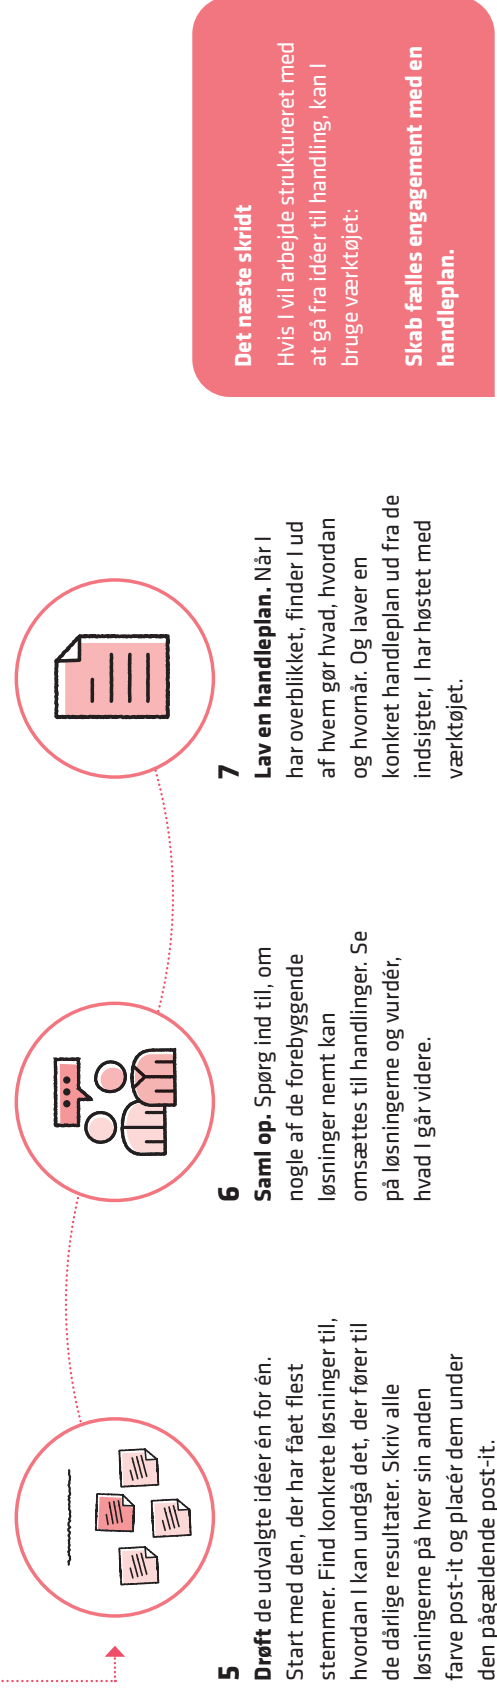 5
Drøft de udvalgte idéer én for én.
Start med den, der har fået flest
stemmer. Find konkrete løsninger til,
hvordan I kan undgå det, der fører til
de dårlige resultater. Skriv alle
løsningerne på hver sin anden
farve post-it og placér dem under
den pågældende post-it.
6
Saml op. Spørg ind til, om
nogle af de forebyggende
løsninger nemt kan
omsættes til handlinger. Se
på løsningerne og vurdér,
hvad I går videre.
7
Lav en handleplan. Når I
har overblikket, finder I ud
af hvem gør hvad, hvordan
og hvornår. Og laver en
konkret handleplan ud fra de
indsigter, I har høstet med
værktøjet.
Det næste skridt
Hvis I vil arbejde struktureret med
at gå fra idéer til handling, kan I
bruge værktøjet:
Skab fælles engagement med en
handleplan.